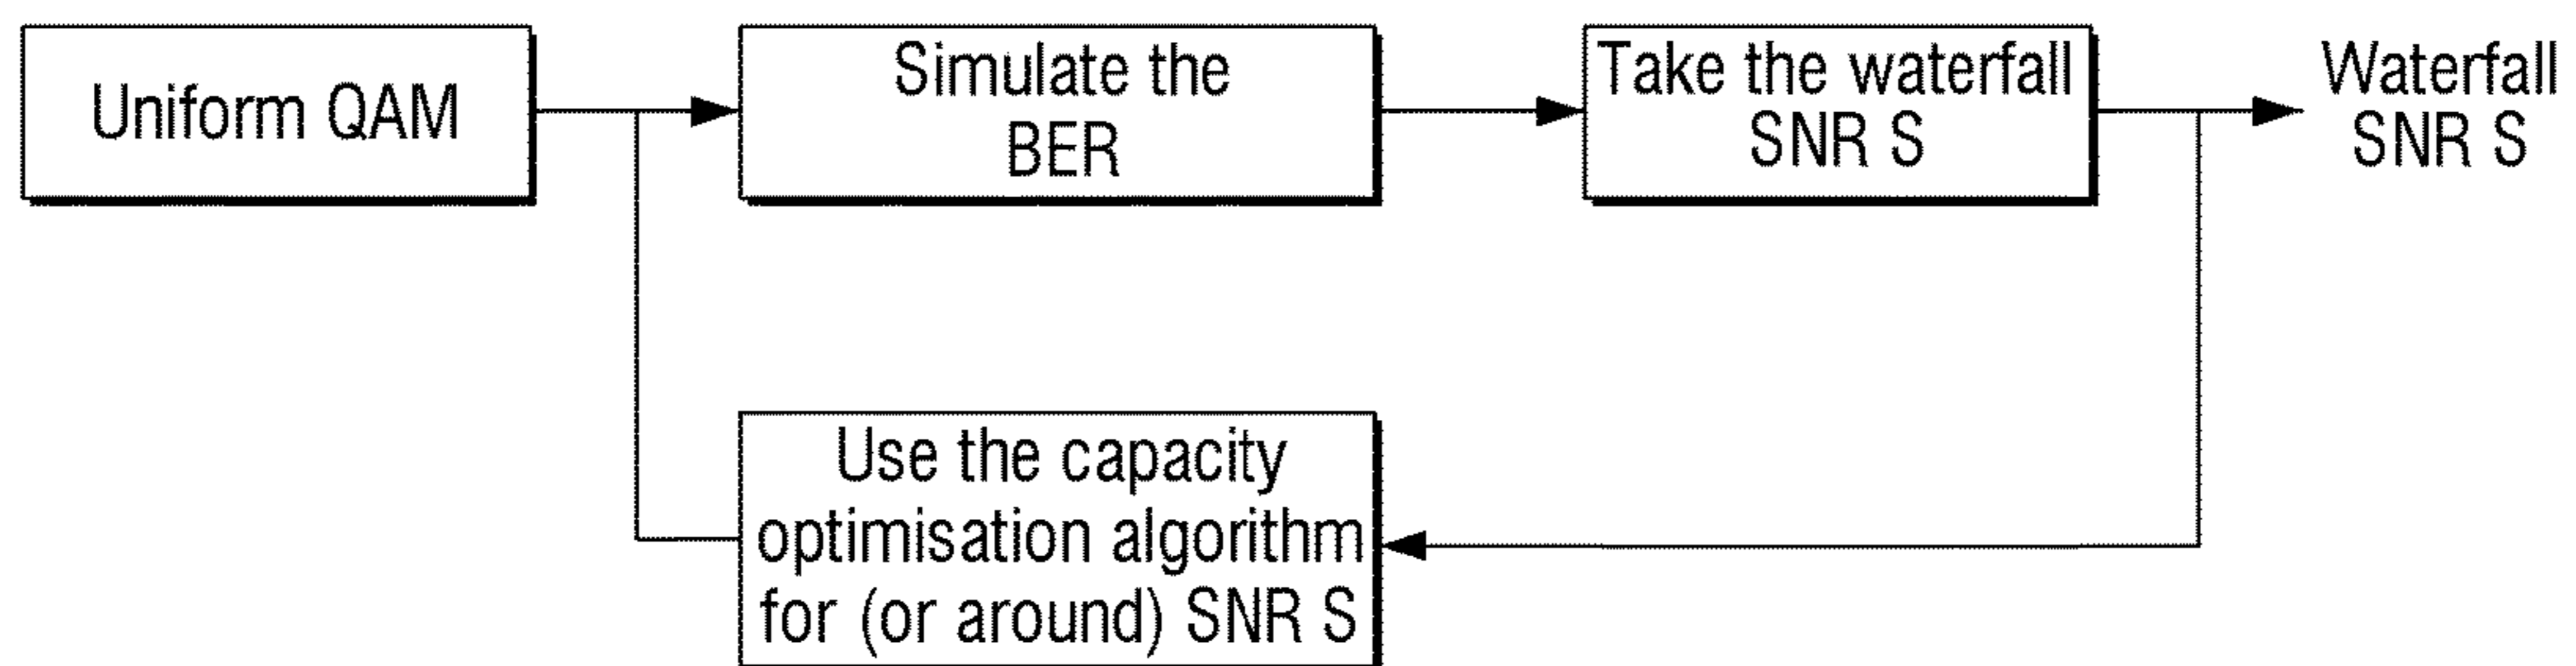 Uniform QAM
Simulate the
BER
Take the waterfall
SNR S
Waterfall
SNR S
Use the capacity
optimisation algorithm
for (or around) SNR S